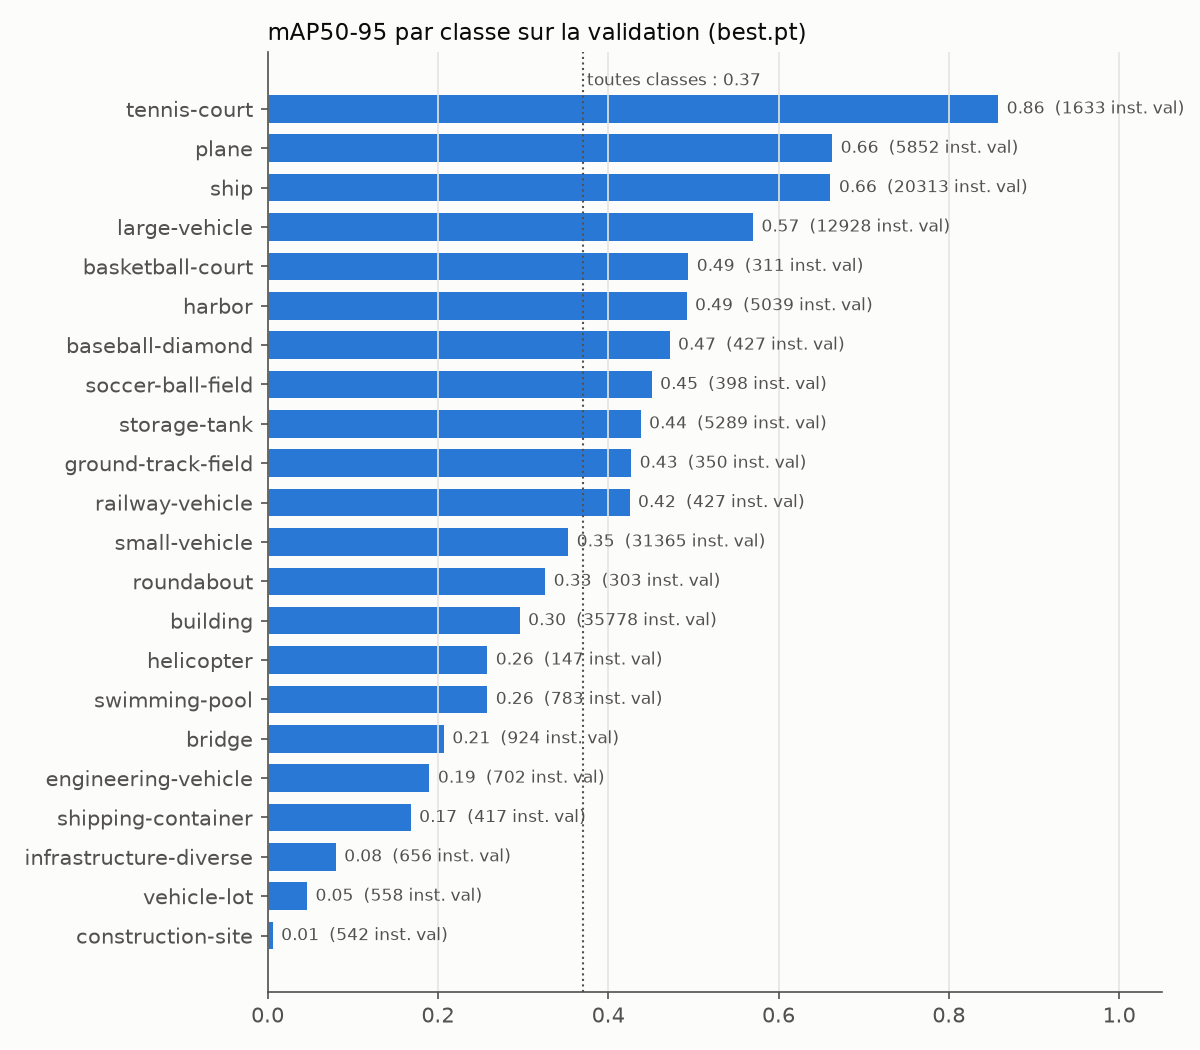 mAP50-95 par classe sur la validation (best.pt)
toutes classes : 0.37
tennis-court 0.86 (1633 inst. val)
plane 0.66 (5852 inst. val)
ship 0.66 (20313 inst. val)
large-vehicle 0.57 (12928 inst. val)
basketball-court 0.49 (311 inst. val)
harbor 0.49 (5039 inst. val)
baseball-diamond 0.47 (427 inst. val)
soccer-ball-field 0.45 (398 inst. val)
storage-tank 0.44 (5289 inst. val)
ground-track-field 0.43 (350 inst. val)
railway-vehicle 0.42 (427 inst. val)
small-vehicle 0.35 (31365 inst. val)
roundabout 0.33 (303 inst. val)
building 0.30 (35778 inst. val)
helicopter 0.26 (147 inst. val)
swimming-pool 0.26 (783 inst. val)
bridge 0.21 (924 inst. val)
engineering-vehicle 0.19 (702 inst. val)
shipping-container 0.17 (417 inst. val)
infrastructure-diverse 0.08 (656 inst. val)
vehicle-lot 0.05 (558 inst. val)
construction-site 0.01 (542 inst. val)
0.0 0.2 0.4 0.6 0.8 1.0